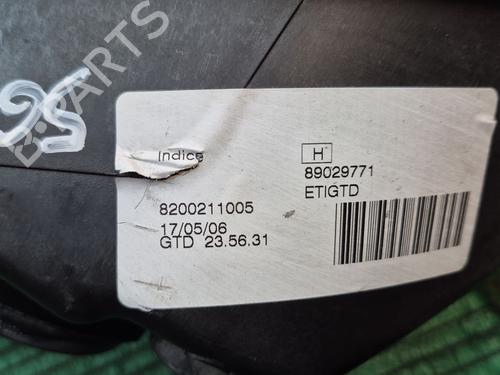 B-PARTS
Indice
H
89029771
ETIGTD
8200211005
17/05/06
GTD 23.56.31